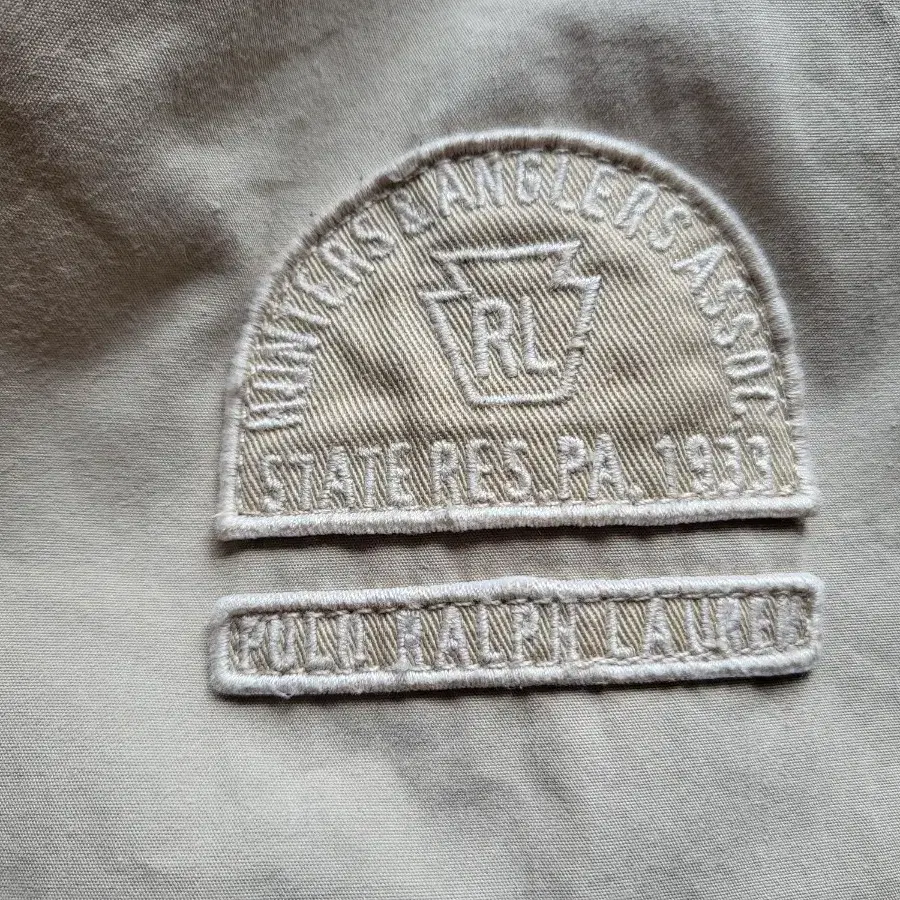 HUNTERS & ANGLERS' ASSOC.
RL
STATE RES. PA. 1933
POLO RALPH LAUREN